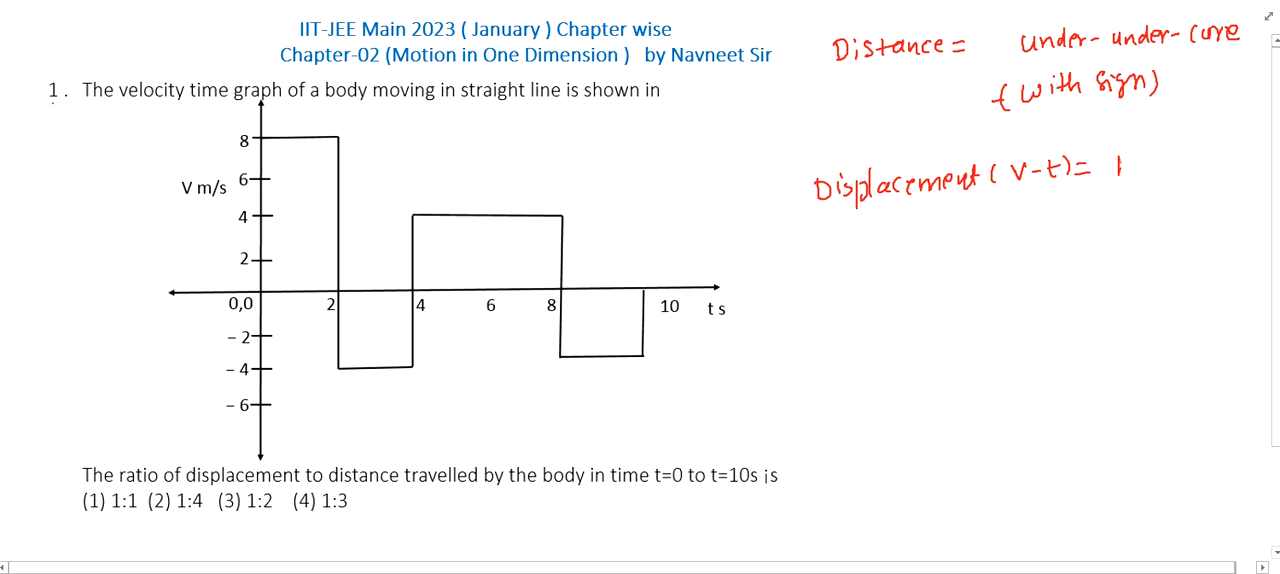 IIT-JEE Main 2023 ( January ) Chapter wise
Chapter-02 (Motion in One Dimension ) by Navneet Sir
1 . The velocity time graph of a body moving in straight line is shown in
8
V m/s
6
4
2
0,0
2
4
6
8
10
t s
– 2
– 4
– 6
The ratio of displacement to distance travelled by the body in time t=0 to t=10s is
(1) 1:1 (2) 1:4 (3) 1:2 (4) 1:3
Distance = under-under-
(with sign)
Displacement ( v-t)=